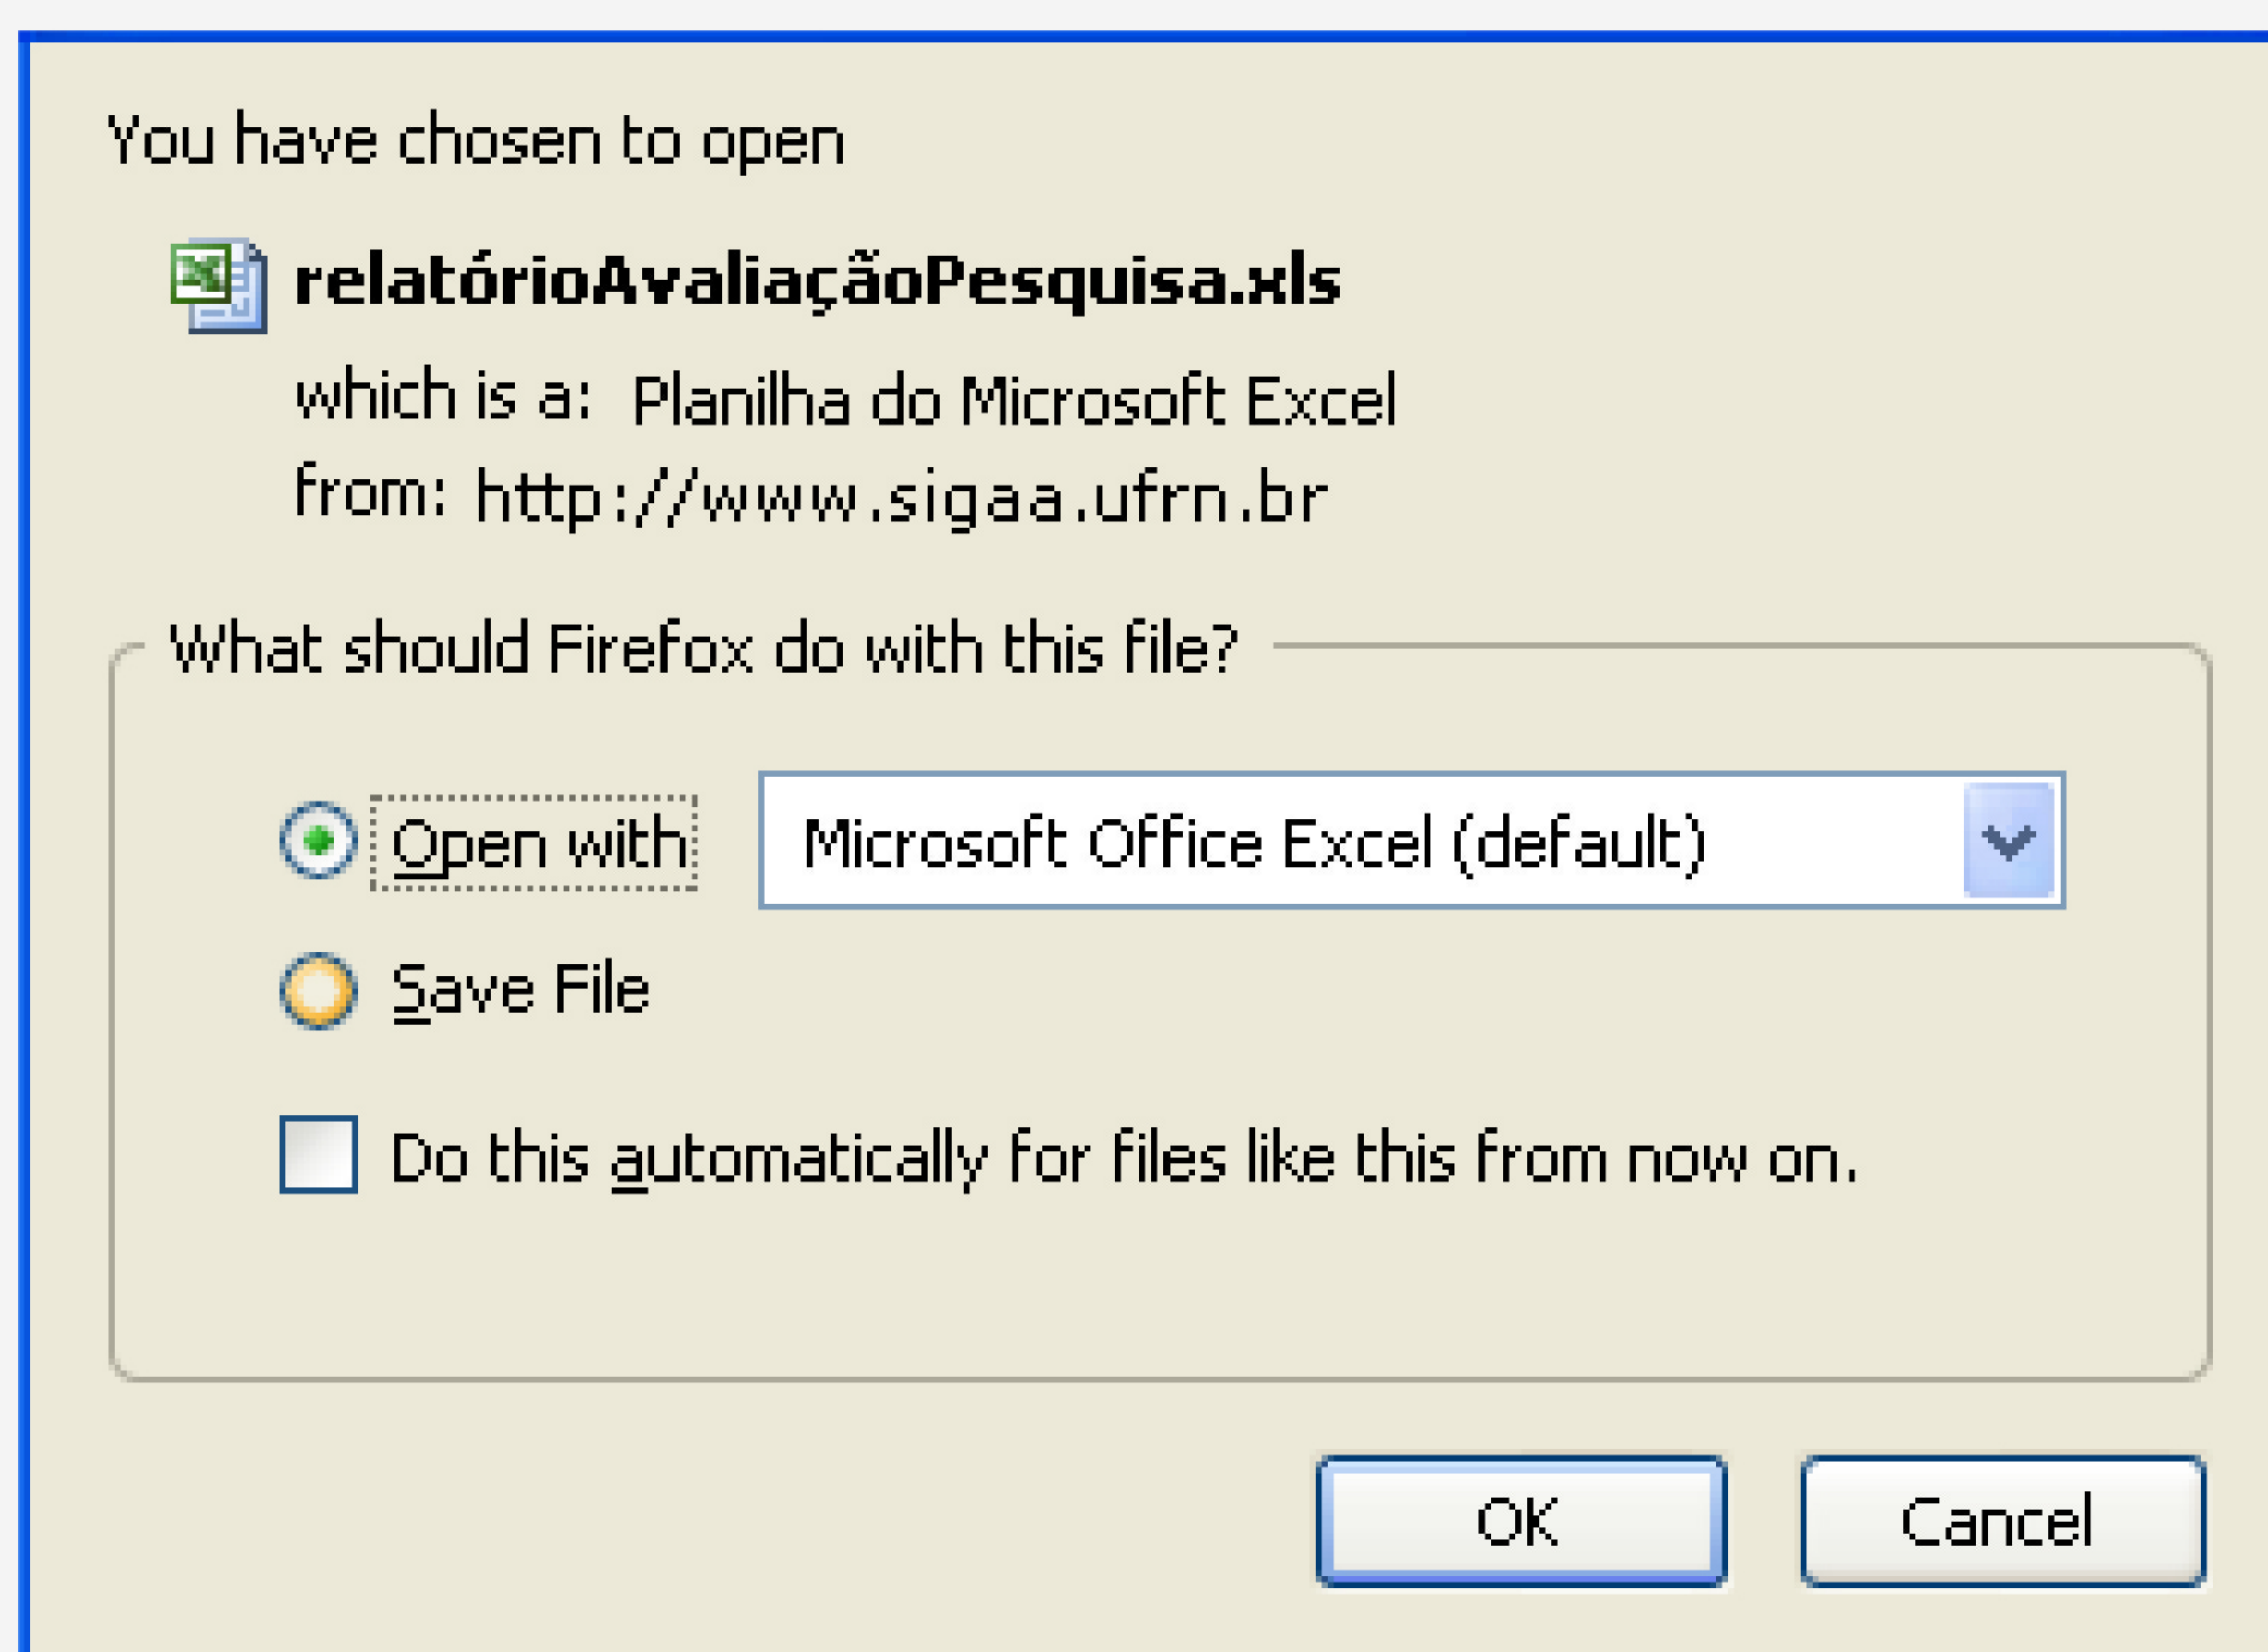 You have chosen to open
relatórioAvaliaçãoPesquisa.xls
which is a: Planilha do Microsoft Excel
from: http://www.sigaa.ufrn.br
What should Firefox do with this file?
Open with Microsoft Office Excel (default)
Save File
Do this automatically for files like this from now on.
OK Cancel